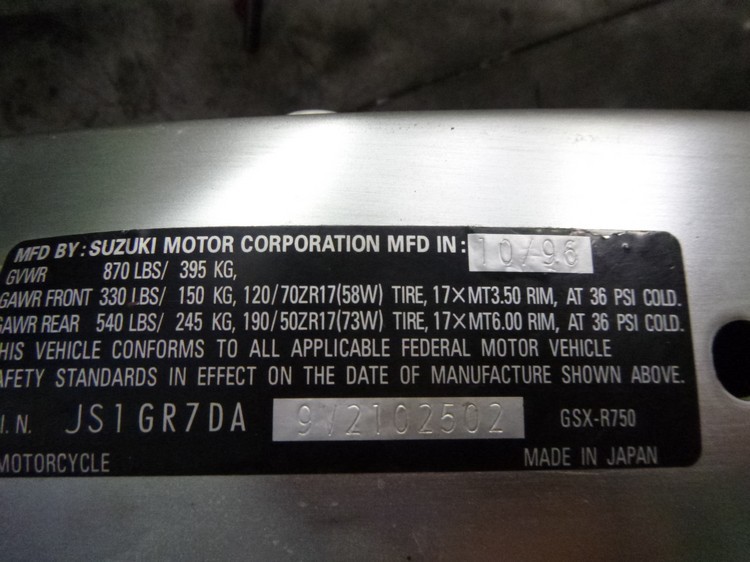 MFD BY: SUZUKI MOTOR CORPORATION MFD IN: 10/96
GVWR 870 LBS/ 395 KG,
GAWR FRONT 330 LBS/ 150 KG, 120/70ZR17(58W) TIRE, 17×MT3.50 RIM, AT 36 PSI COLD.
GAWR REAR 540 LBS/ 245 KG, 190/50ZR17(73W) TIRE, 17×MT6.00 RIM, AT 36 PSI COLD.
THIS VEHICLE CONFORMS TO ALL APPLICABLE FEDERAL MOTOR VEHICLE
SAFETY STANDARDS IN EFFECT ON THE DATE OF MANUFACTURE SHOWN ABOVE.
I. N. JS1GR7DA 9V2102502 GSX-R750
MOTORCYCLE MADE IN JAPAN